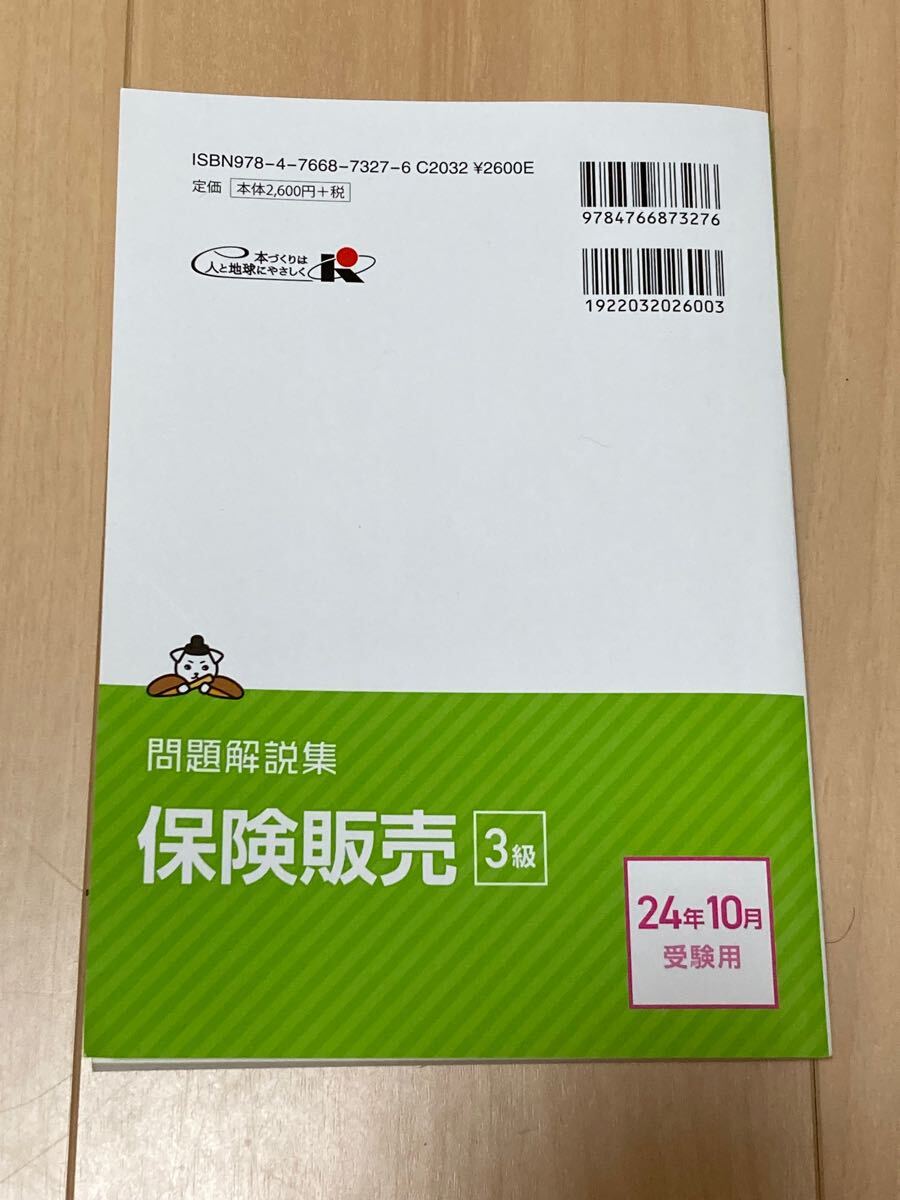 ISBN978-4-7668-7327-6 C2032 ¥2600E
定価 本体2,600円+税
9784766873276
本づくりは
人と地球にやさしく
1922032026003
問題解説集
保険販売 3級
24年10月
受験用